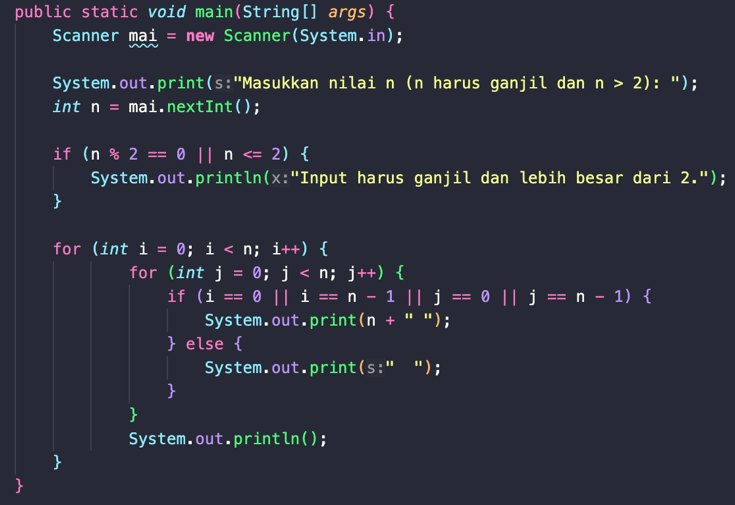 public static void main(String[] args) {
    Scanner mai = new Scanner(System.in);

    System.out.print(s:"Masukkan nilai n (n harus ganjil dan n > 2): ");
    int n = mai.nextInt();

    if (n % 2 == 0 || n <= 2) {
        System.out.println(x:"Input harus ganjil dan lebih besar dari 2.");
    }

    for (int i = 0; i < n; i++) {
            for (int j = 0; j < n; j++) {
                if (i == 0 || i == n - 1 || j == 0 || j == n - 1) {
                    System.out.print(n + " ");
                } else {
                    System.out.print(s:"  ");
                }
            }
            System.out.println();
    }
}